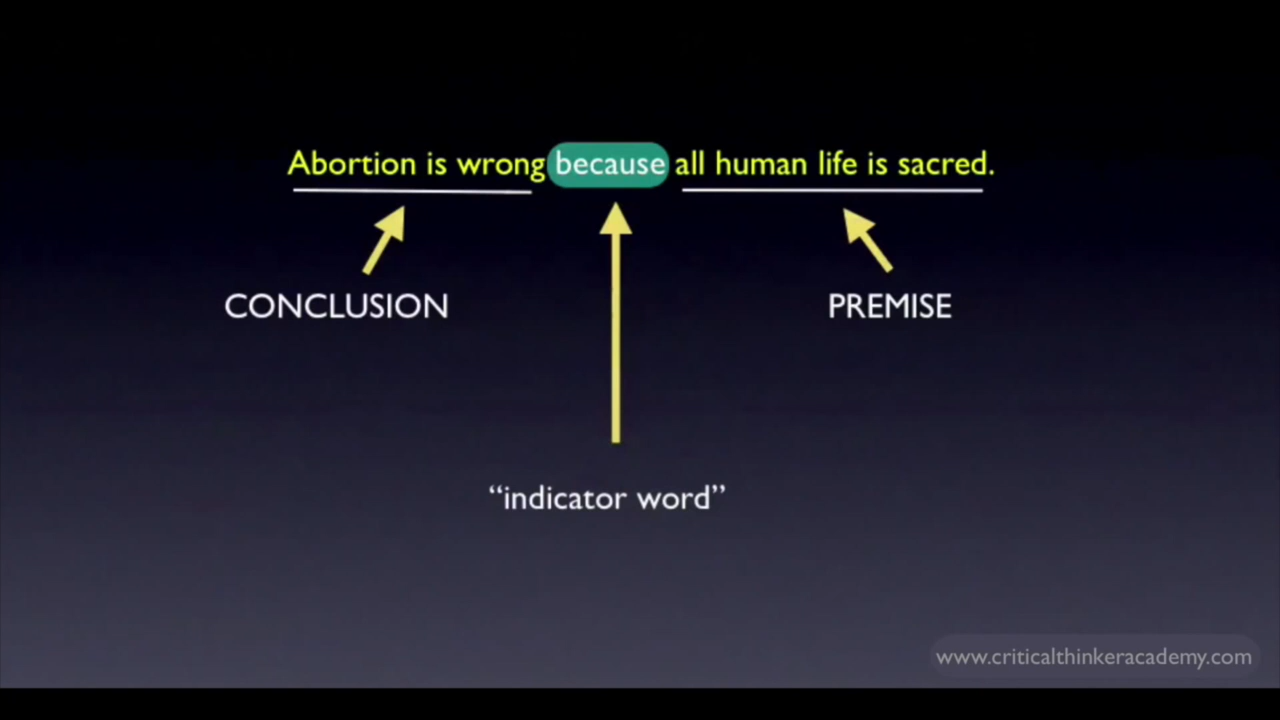 Abortion is wrong because all human life is sacred.
CONCLUSION
PREMISE
“indicator word”
www.criticalthinkeracademy.com